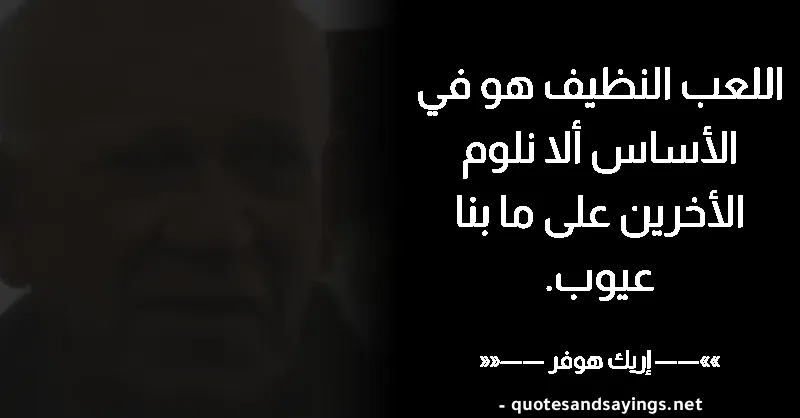 اللعب النظيف هو في
الأساس ألا نلوم
الأخرين على ما بنا
عيوب.
»»——— إريك هوفر ———««
- quotesandsayings.net